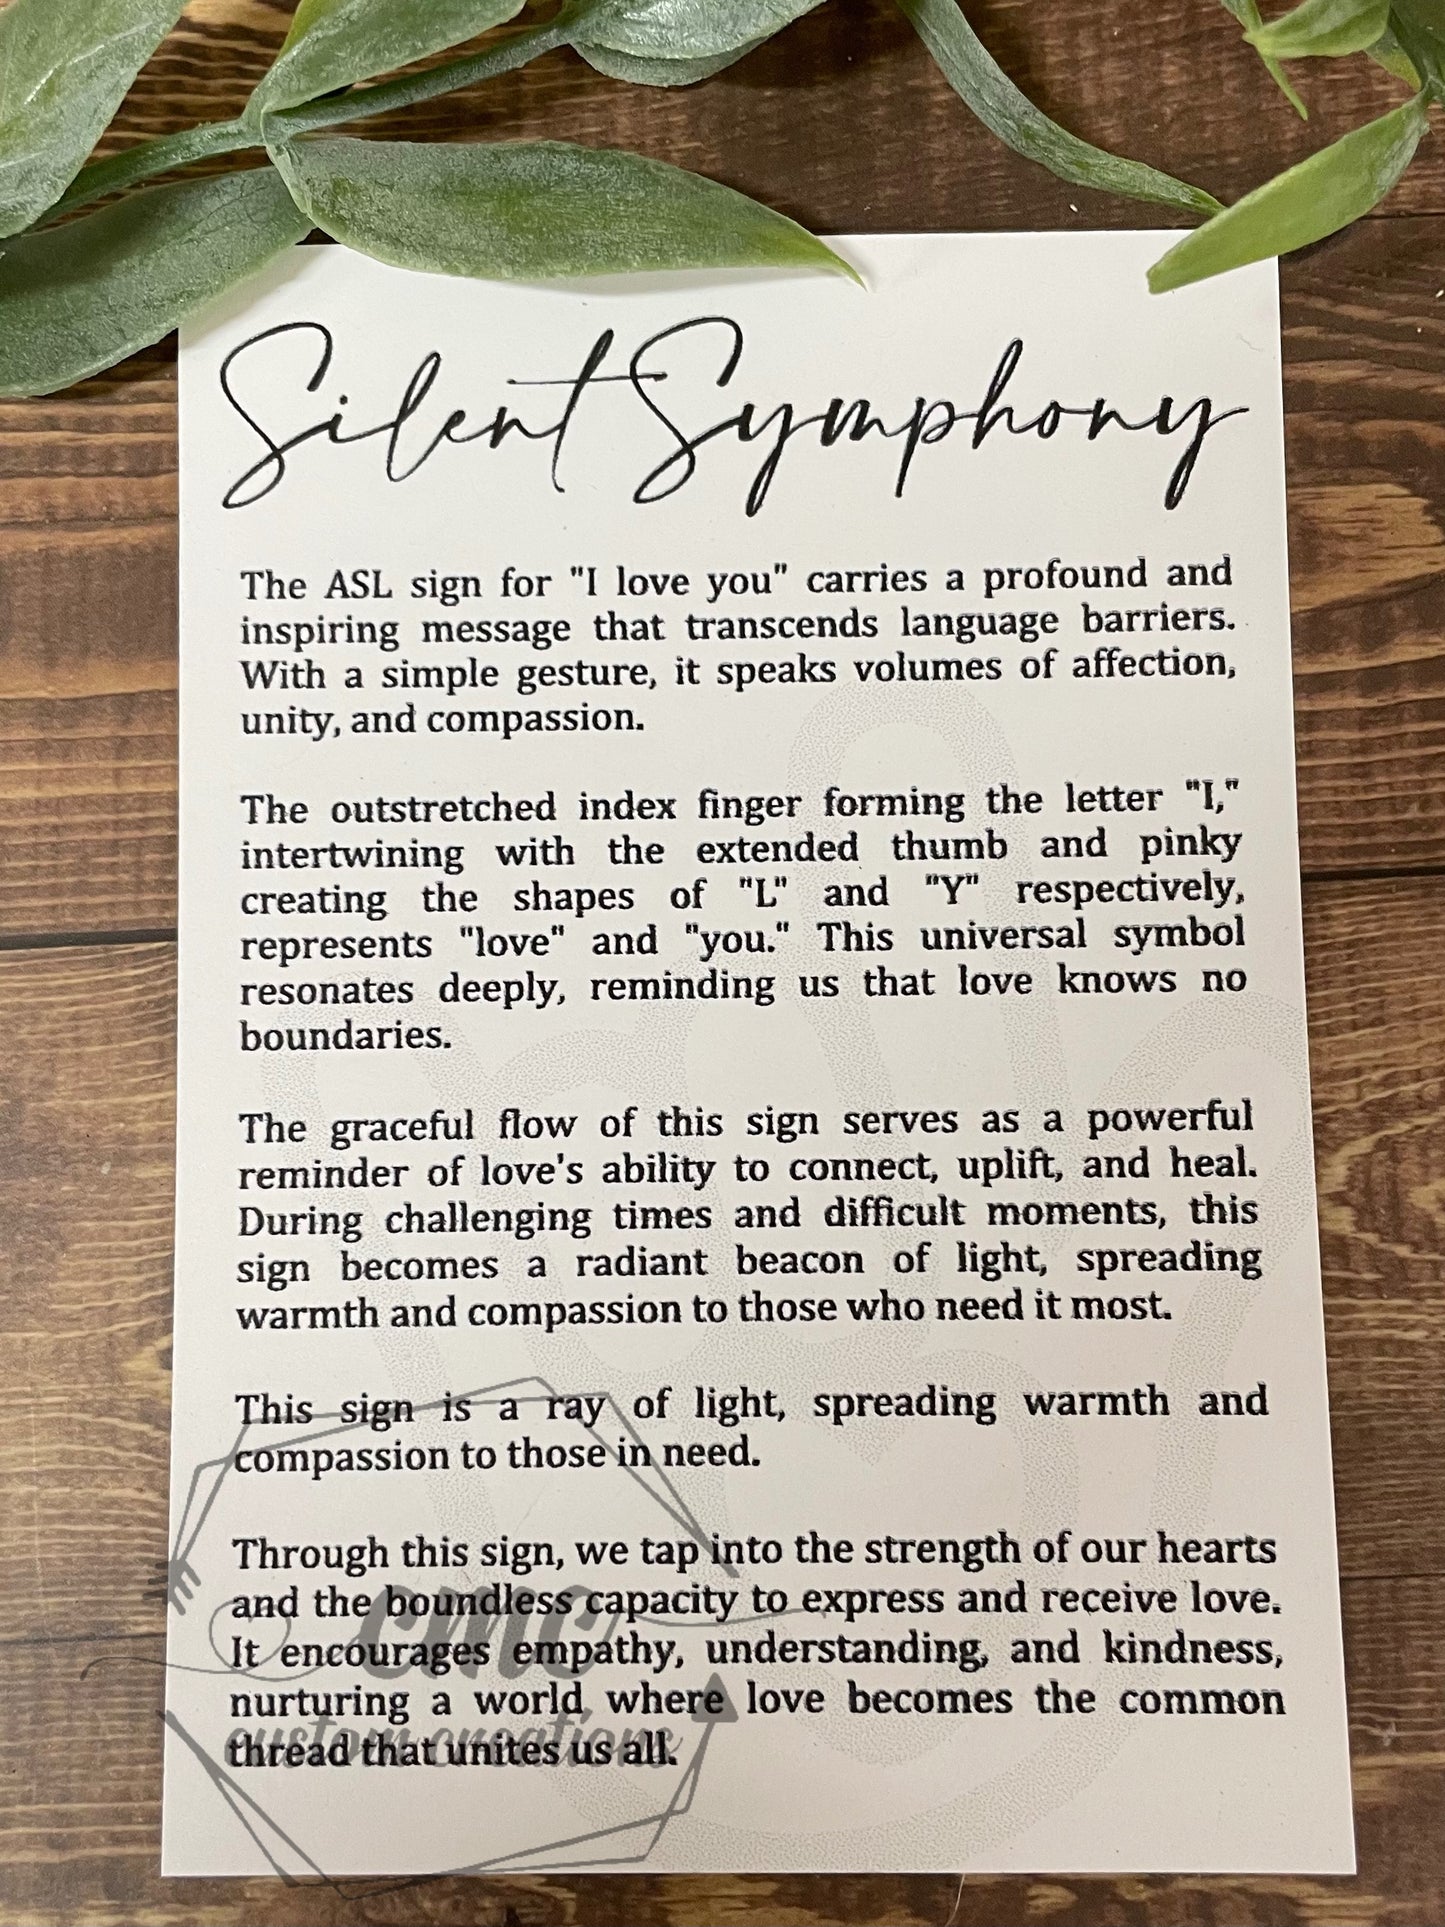 Silent Symphony
The ASL sign for "I love you" carries a profound and
inspiring message that transcends language barriers.
With a simple gesture, it speaks volumes of affection,
unity, and compassion.
The outstretched index finger forming the letter "I,"
intertwining with the extended thumb and pinky
creating the shapes of "L" and "Y" respectively,
represents "love" and "you." This universal symbol
resonates deeply, reminding us that love knows no
boundaries.
The graceful flow of this sign serves as a powerful
reminder of love's ability to connect, uplift, and heal.
During challenging times and difficult moments, this
sign becomes a radiant beacon of light, spreading
warmth and compassion to those who need it most.
This sign is a ray of light, spreading warmth and
compassion to those in need.
Through this sign, we tap into the strength of our hearts
and the boundless capacity to express and receive love.
It encourages empathy, understanding, and kindness,
nurturing a world where love becomes the common
thread that unites us all.
cmc
custom creations